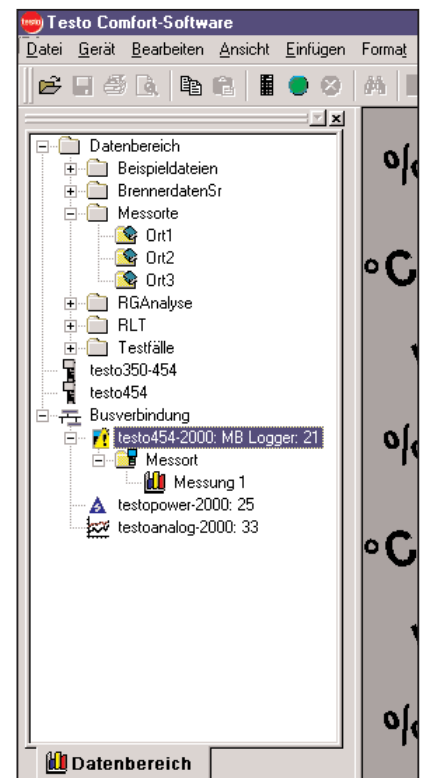 testo Testo Comfort-Software
Datei Gerät Bearbeiten Ansicht Einfügen Format
Datenbereich
Beispieldateien
BrennerdatenSr
Messorte
Ort1
Ort2
Ort3
RGAnalyse
RLT
Testfälle
testo350-454
testo454
Busverbindung
testo454-2000: MB Logger: 21
Messort
Messung 1
testopower-2000: 25
testoanalog-2000: 33
Datenbereich
%
°C
%
°C
%